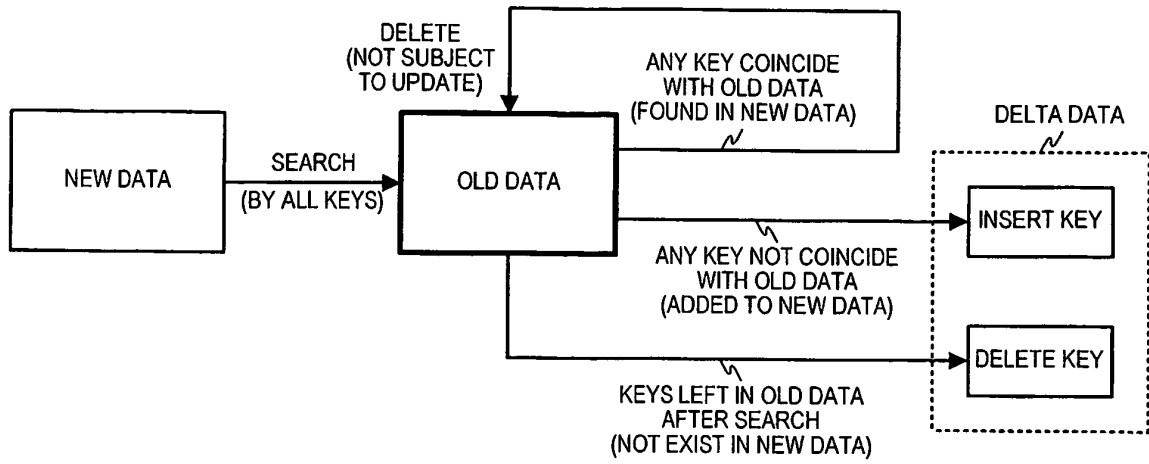 DELETE
(NOT SUBJECT
TO UPDATE)
ANY KEY COINCIDE
WITH OLD DATA
(FOUND IN NEW DATA)
DELTA DATA
NEW DATA
SEARCH
(BY ALL KEYS)
OLD DATA
INSERT KEY
ANY KEY NOT COINCIDE
WITH OLD DATA
(ADDED TO NEW DATA)
DELETE KEY
KEYS LEFT IN OLD DATA
AFTER SEARCH
(NOT EXIST IN NEW DATA)